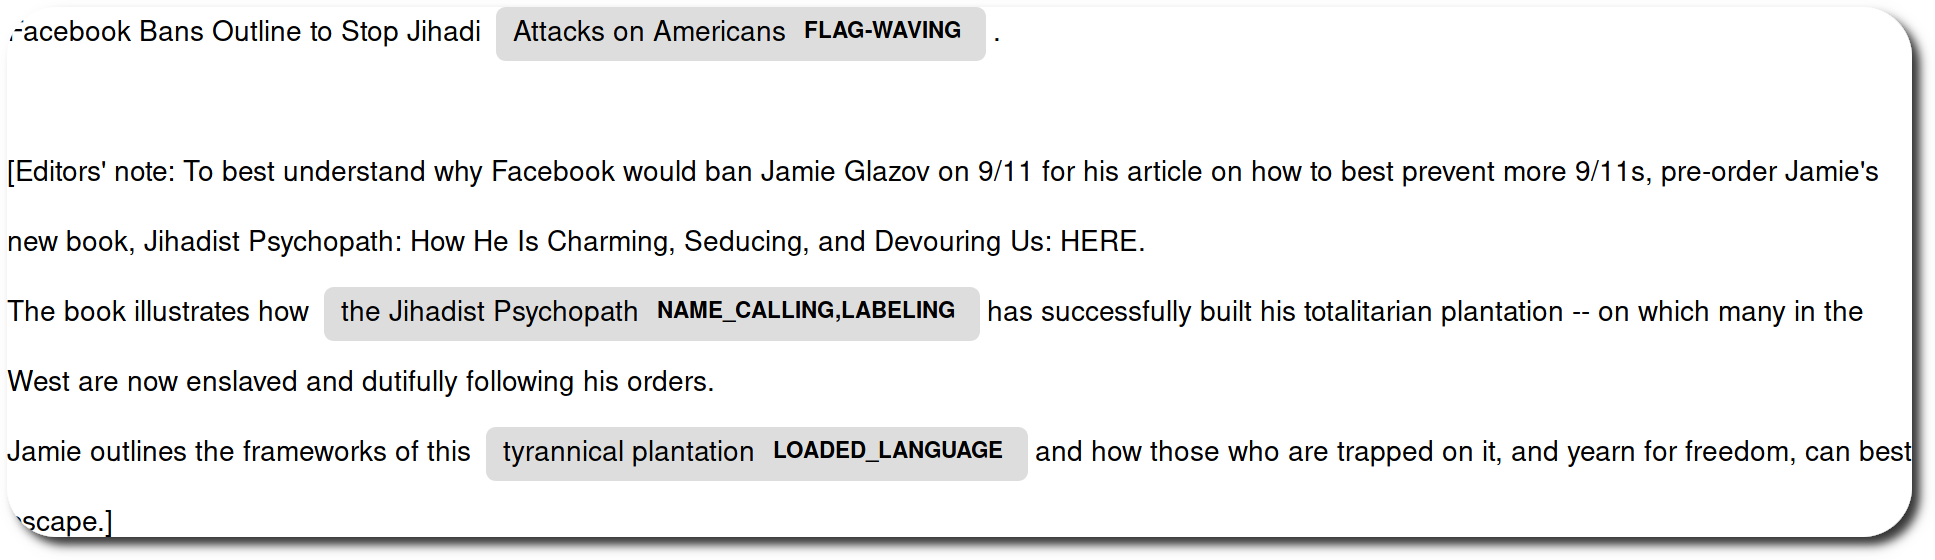 Facebook Bans Outline to Stop Jihadi Attacks on Americans FLAG-WAVING .
[Editors' note: To best understand why Facebook would ban Jamie Glazov on 9/11 for his article on how to best prevent more 9/11s, pre-order Jamie's
new book, Jihadist Psychopath: How He Is Charming, Seducing, and Devouring Us: HERE.
The book illustrates how the Jihadist Psychopath NAME_CALLING,LABELING has successfully built his totalitarian plantation -- on which many in the
West are now enslaved and dutifully following his orders.
Jamie outlines the frameworks of this tyrannical plantation LOADED_LANGUAGE and how those who are trapped on it, and yearn for freedom, can best
escape.]